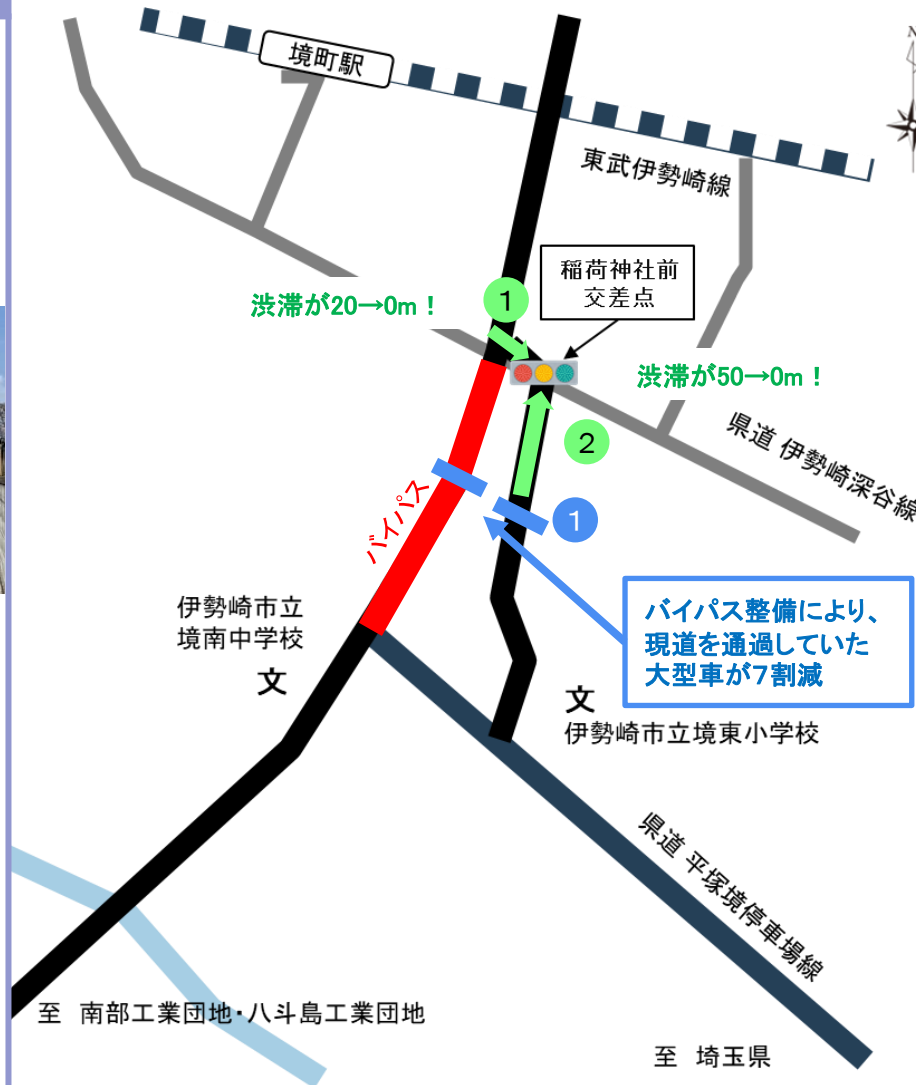 N
境町駅
東武伊勢崎線
稲荷神社前
交差点
渋滞が20→0m！
1
渋滞が50→0m！
2
県道 伊勢崎深谷線
バイパス
1
伊勢崎市立
境南中学校
文
バイパス整備により、
現道を通過していた
大型車が7割減
文
伊勢崎市立境東小学校
県道 平塚境停車場線
至 南部工業団地・八斗島工業団地
至 埼玉県